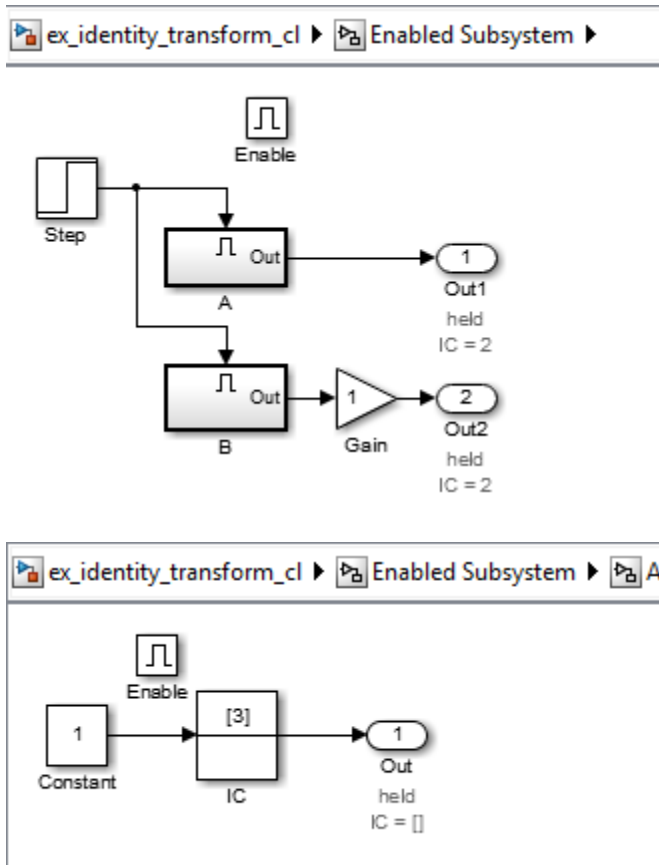 ex_identity_transform_cl Enabled Subsystem
Enable
Step
Out
A
1
Out1
held
IC = 2
Out
B
1
Gain
2
Out2
held
IC = 2
ex_identity_transform_cl Enabled Subsystem A
Enable
1
Constant
[3]
IC
1
Out
held
IC = []